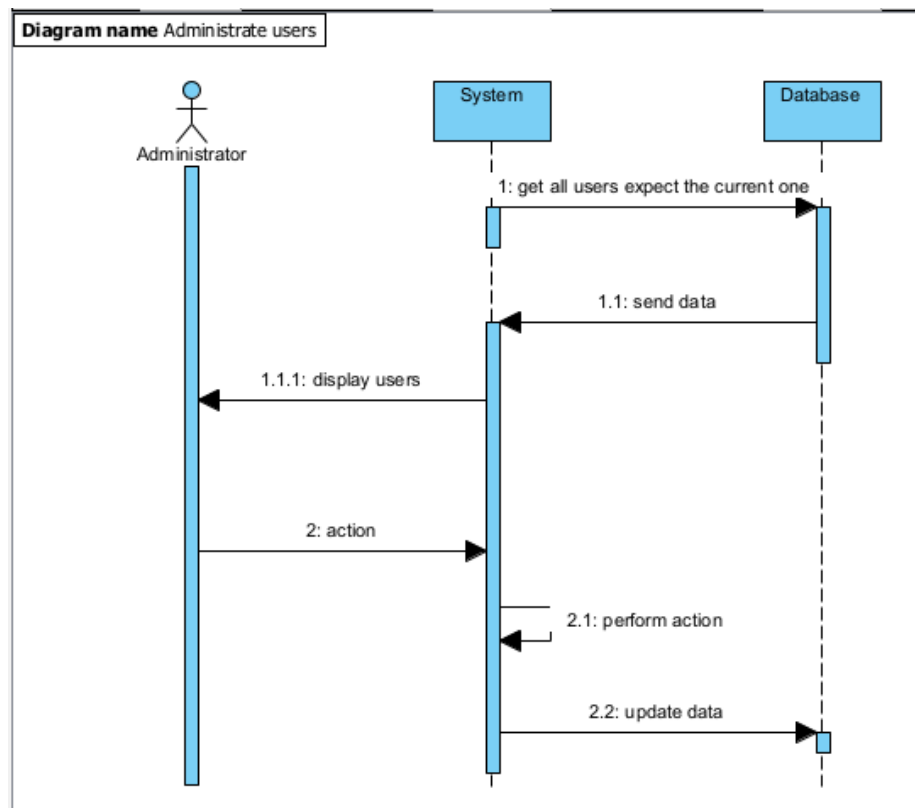 Diagram name Administrate users
System
Database
Administrator
1: get all users expect the current one
1.1: send data
1.1.1: display users
2: action
2.1: perform action
2.2: update data